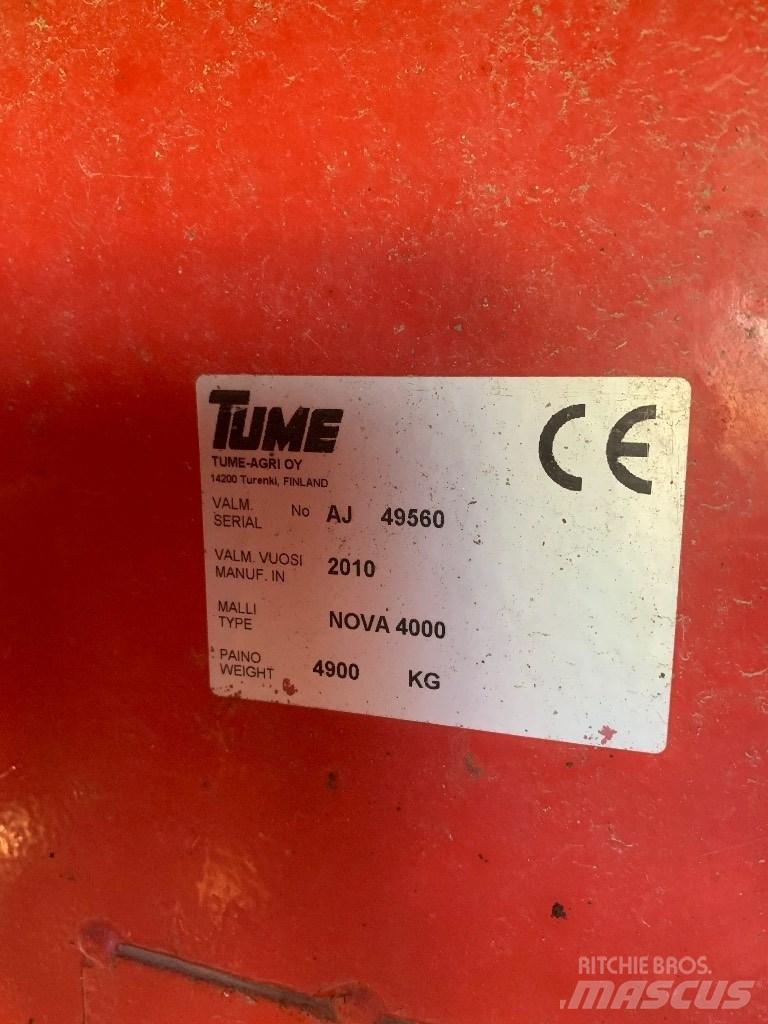 TUME
TUME-AGRI OY
14200 Turenki, FINLAND
CE
VALM. No AJ 49560
SERIAL
VALM. VUOSI 2010
MANUF. IN
MALLI NOVA 4000
TYPE
PAINO 4900 KG
WEIGHT
RITCHIE BROS.
MASCUS